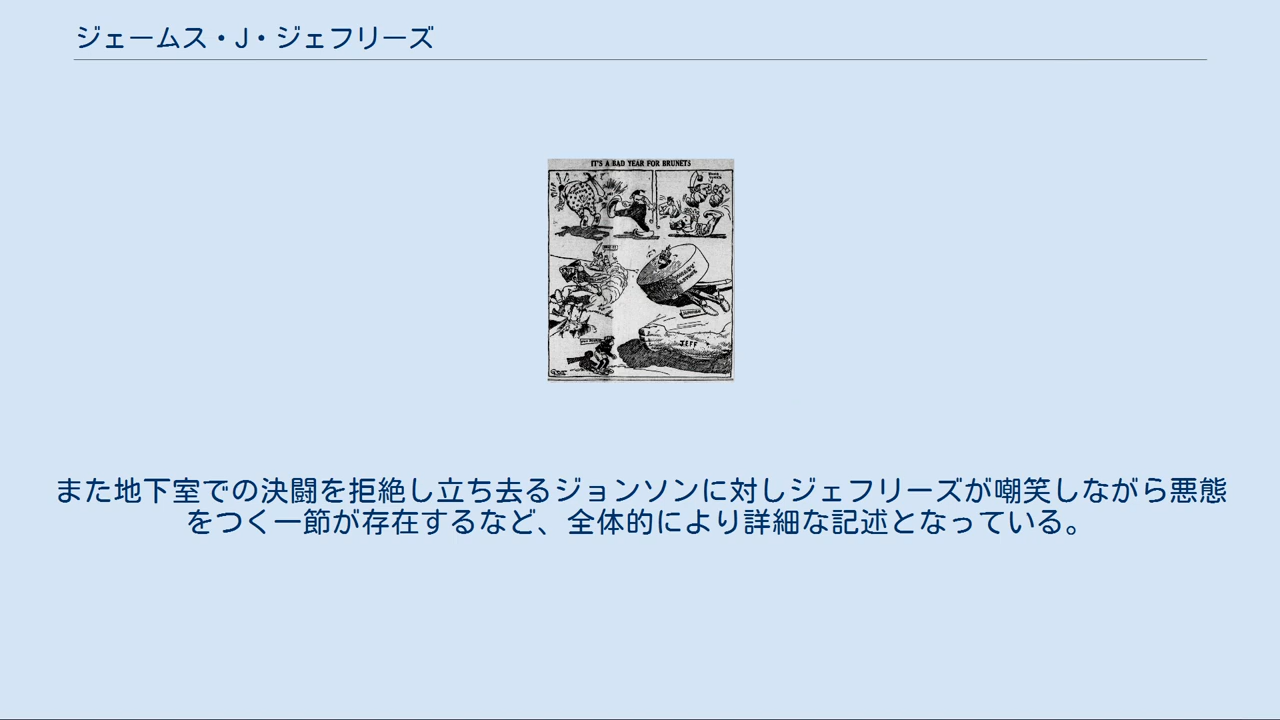 ジェームス・J・ジェフリーズ
IT'S A BAD YEAR FOR BRUNETS
JEFF
また地下室での決闘を拒絶し立ち去るジョンソンに対しジェフリーズが嘲笑しながら悪態
をつく一節が存在するなど、全体的により詳細な記述となっている。